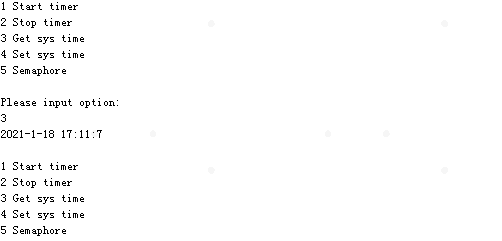 1 Start timer
2 Stop timer
3 Get sys time
4 Set sys time
5 Semaphore
Please input option:
3
2021-1-18 17:11:7
1 Start timer
2 Stop timer
3 Get sys time
4 Set sys time
5 Semaphore